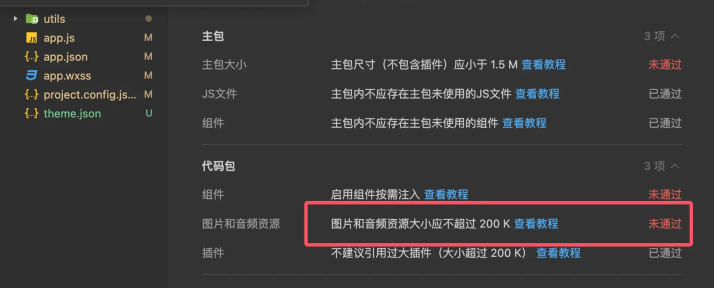 utils
app.js M
app.json M
app.wxss M
project.config.js... M
theme.json U
主包 3 项
主包大小 主包尺寸（不包含插件）应小于 1.5 M 查看教程 未通过
JS文件 主包内不应存在主包未使用的JS文件 查看教程 已通过
组件 主包内不应存在主包未使用的组件 查看教程 已通过
代码包 3 项
组件 启用组件按需注入 查看教程 未通过
图片和音频资源 图片和音频资源大小应不超过 200 K 查看教程 未通过
插件 不建议引用过大插件（大小超过 200 K） 查看教程 已通过